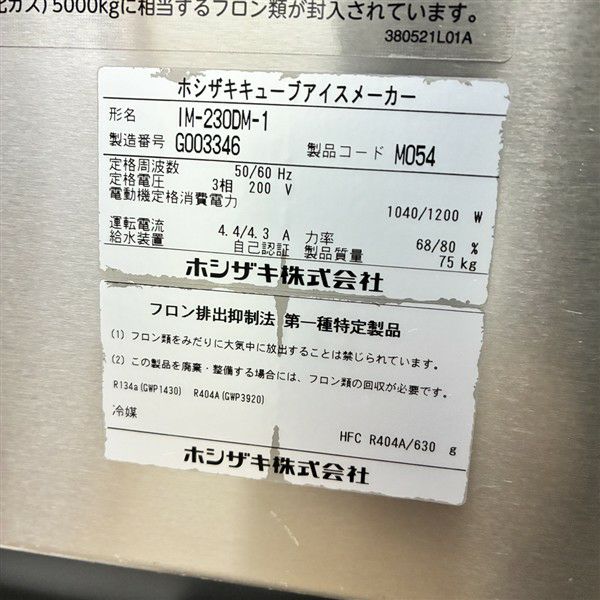 ガス) 5000kgに相当するフロン類が封入されています。
380521L01A
ホシザキキューブアイスメーカー
形名 IM-230DM-1
製造番号 G003346 製品コード M054
定格周波数 50/60 Hz
定格電圧 3相 200 V
電動機定格消費電力 1040/1200 W
運転電流 4.4/4.3 A 力率 68/80 %
給水装置 自己認証 製品質量 75 kg
ホシザキ株式会社
フロン排出抑制法 第一種特定製品
(1) フロン類をみだりに大気中に放出することは禁じられています。
(2) この製品を廃棄・整備する場合には、フロン類の回収が必要です。
R134a(GWP1430) R404A(GWP3920)
冷媒 HFC R404A/630 g
ホシザキ株式会社